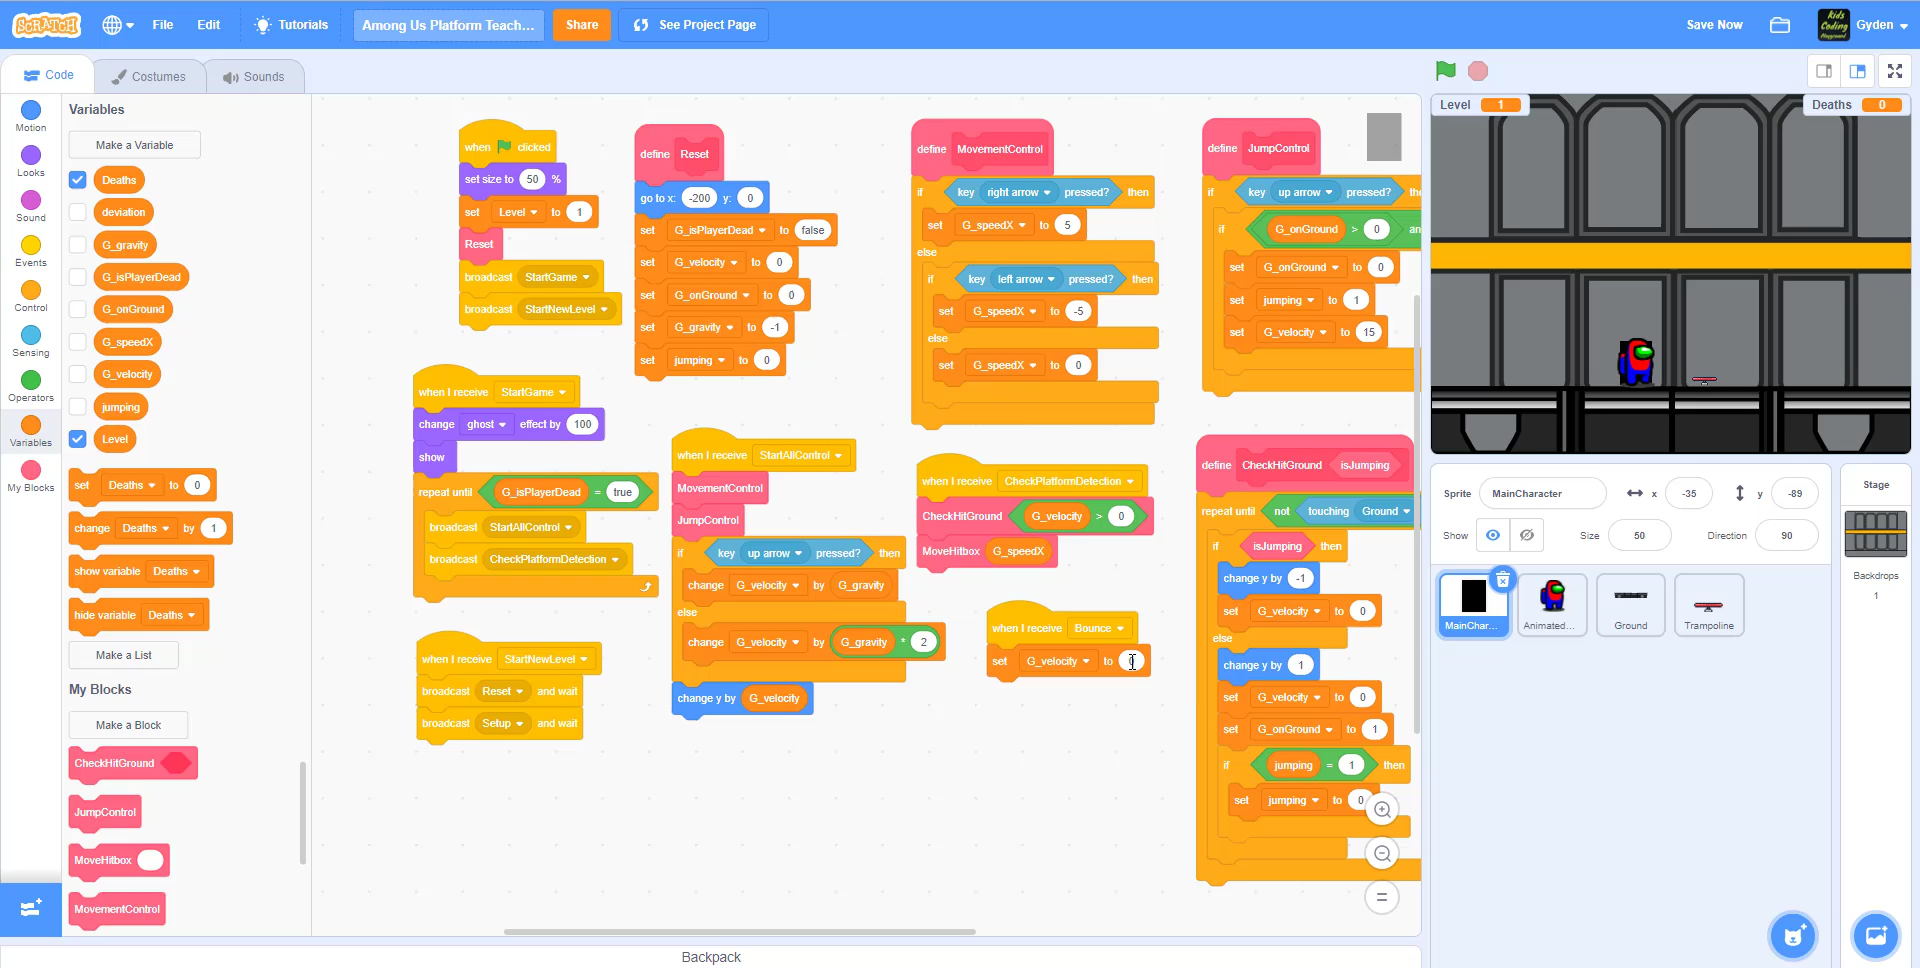 SCRATCH
File
Edit
Tutorials
Among Us Platform Teach...
Share
See Project Page
Save Now
Kids
Coding
Playground
Gyden
Code
Costumes
Sounds
Motion
Looks
Sound
Events
Control
Sensing
Operators
Variables
My Blocks
Variables
Make a Variable
Deaths
deviation
G_gravity
G_isPlayerDead
G_onGround
G_speedX
G_velocity
jumping
Level
set Deaths to 0
change Deaths by 1
show variable Deaths
hide variable Deaths
Make a List
My Blocks
Make a Block
CheckHitGround
JumpControl
MoveHitbox
MovementControl
when clicked
set size to 50 %
set Level to 1
Reset
broadcast StartGame
broadcast StartNewLevel
when I receive StartGame
change ghost effect by 100
show
repeat until G_isPlayerDead = true
broadcast StartAllControl
broadcast CheckPlatformDetection
when I receive StartNewLevel
broadcast Reset and wait
broadcast Setup and wait
define Reset
go to x: -200 y: 0
set G_isPlayerDead to false
set G_velocity to 0
set G_onGround to 0
set G_gravity to -1
set jumping to 0
when I receive StartAllControl
MovementControl
JumpControl
if key up arrow pressed? then
change G_velocity by G_gravity
else
change G_velocity by G_gravity * 2
change y by G_velocity
define MovementControl
if key right arrow pressed? then
set G_speedX to 5
else
if key left arrow pressed? then
set G_speedX to -5
else
set G_speedX to 0
when I receive CheckPlatformDetection
CheckHitGround G_velocity > 0
MoveHitbox G_speedX
when I receive Bounce
set G_velocity to
define JumpControl
if key up arrow pressed? the
if G_onGround > 0 an
set G_onGround to 0
set jumping to 1
set G_velocity to 15
define CheckHitGround isJumping
repeat until not touching Ground
if isJumping then
change y by -1
set G_velocity to 0
else
change y by 1
set G_velocity to 0
set G_onGround to 1
if jumping = 1 then
set jumping to 0
Backpack
Level 1
Deaths 0
Sprite MainCharacter x -35 y -89
Show Size 50 Direction 90
MainChar...
Animated...
Ground
Trampoline
Stage
Backdrops
1